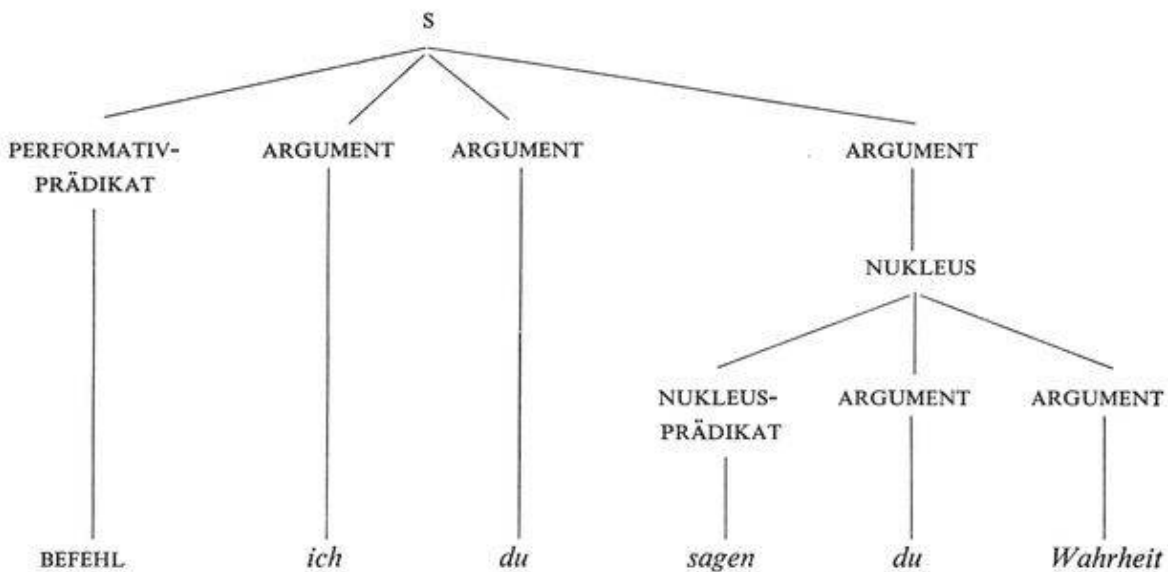 S
PERFORMATIV-
PRÄDIKAT
ARGUMENT
ARGUMENT
ARGUMENT
NUKLEUS
NUKLEUS-
PRÄDIKAT
ARGUMENT
ARGUMENT
BEFEHL
ich
du
sagen
du
Wahrheit